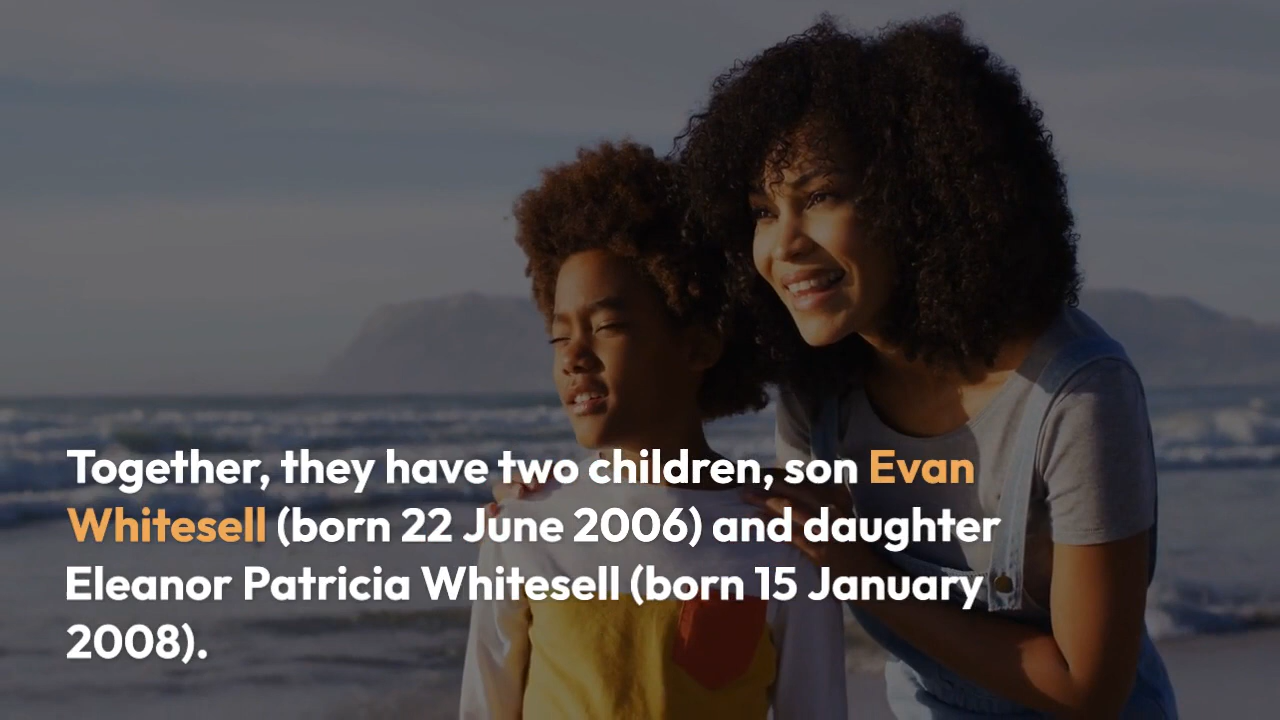 Together, they have two children, son Evan
Whitesell (born 22 June 2006) and daughter
Eleanor Patricia Whitesell (born 15 January
2008).